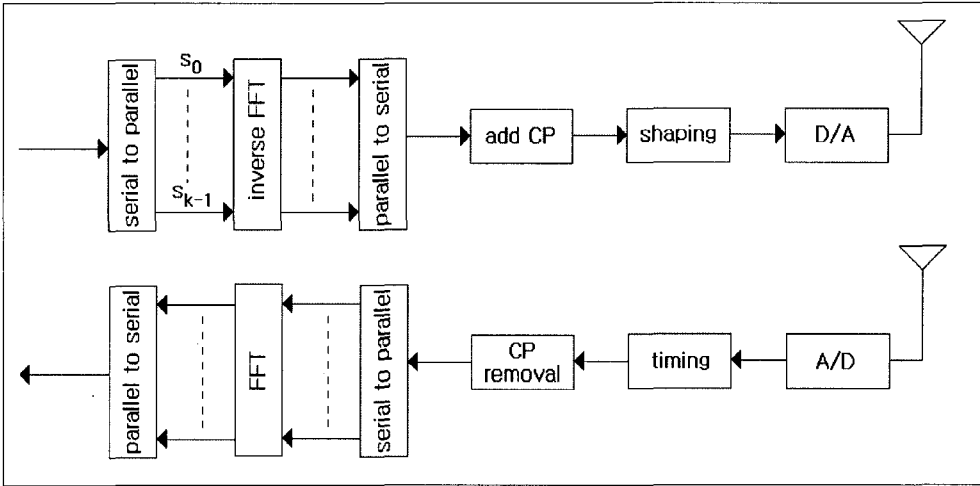 serial to parallel
S0
Sk-1
inverse FFT
parallel to serial
add CP
shaping
D/A
parallel to serial
FFT
serial to parallel
CP
removal
timing
A/D